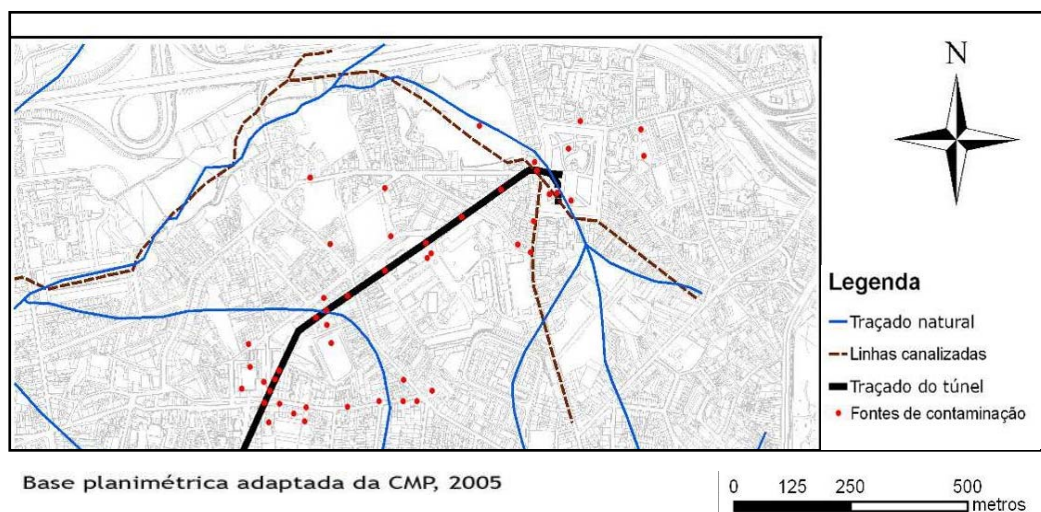 N
Legenda
Traçado natural
Linhas canalizadas
Traçado do túnel
Fontes de contaminação
Base planimétrica adaptada da CMP, 2005
0 125 250 500
metros